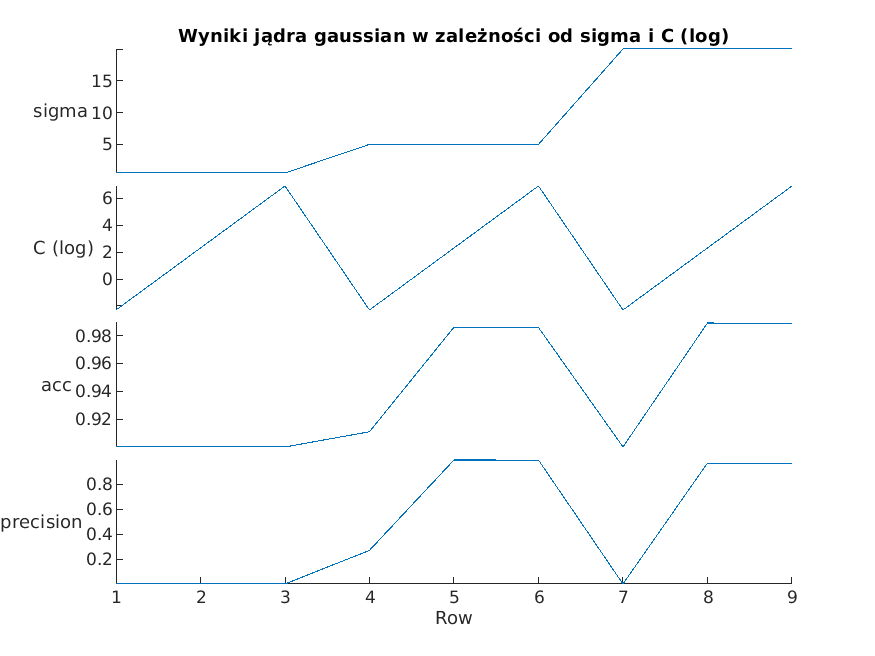 Wyniki jądra gaussian w zależności od sigma i C (log)
sigma
15
10
5
C (log)
6
4
2
0
acc
0.98
0.96
0.94
0.92
precision
0.8
0.6
0.4
0.2
1 2 3 4 5 6 7 8 9
Row